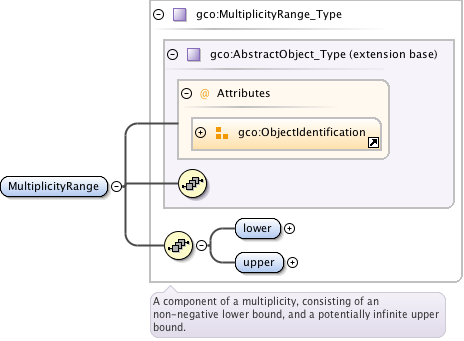 gco:MultiplicityRange_Type
gco:AbstractObject_Type (extension base)
@ Attributes
gco:ObjectIdentification
MultiplicityRange
lower
upper
A component of a multiplicity, consisting of an
non-negative lower bound, and a potentially infinite upper
bound.